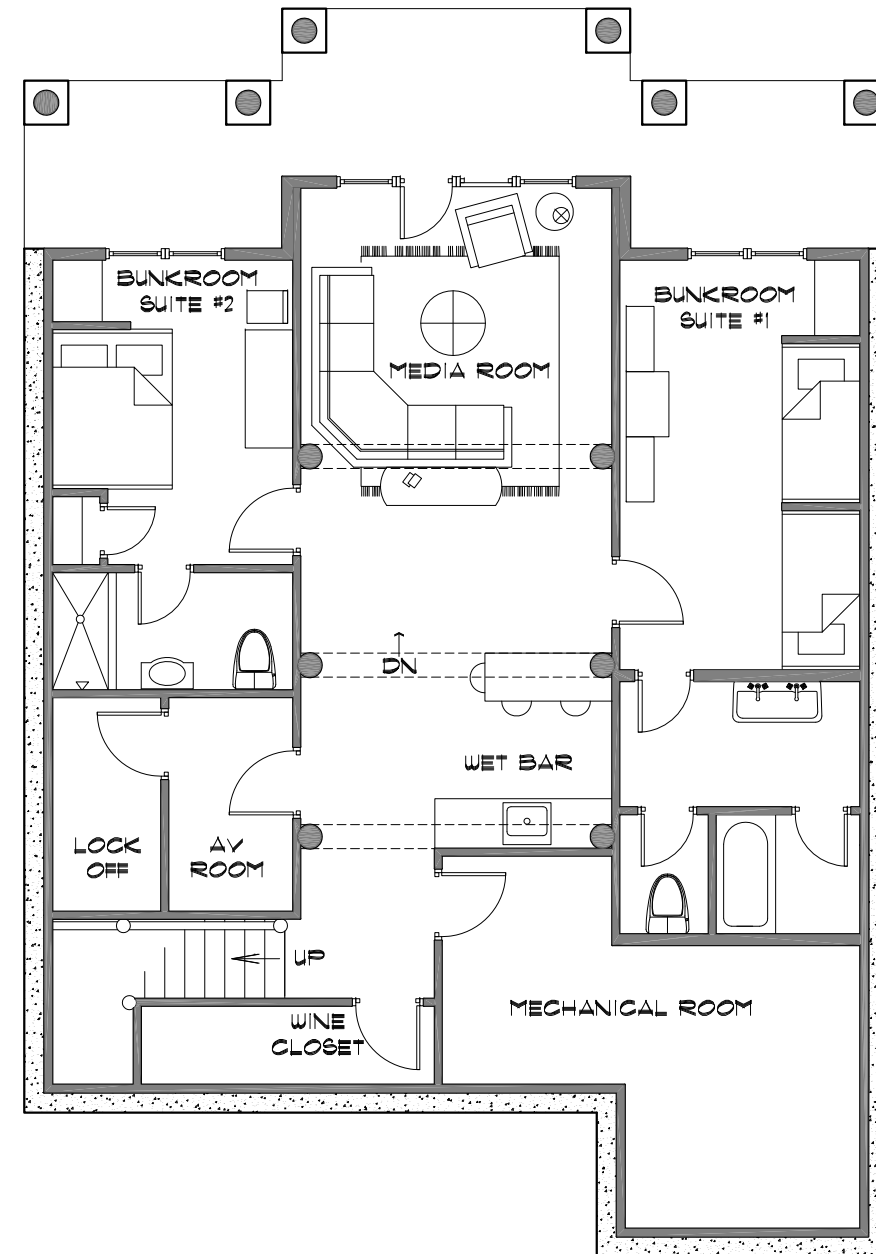 BUNKROOM
SUITE #2
BUNKROOM
SUITE #1
MEDIA ROOM
DN
WET BAR
LOCK
OFF
AV
ROOM
UP
WINE
CLOSET
MECHANICAL ROOM